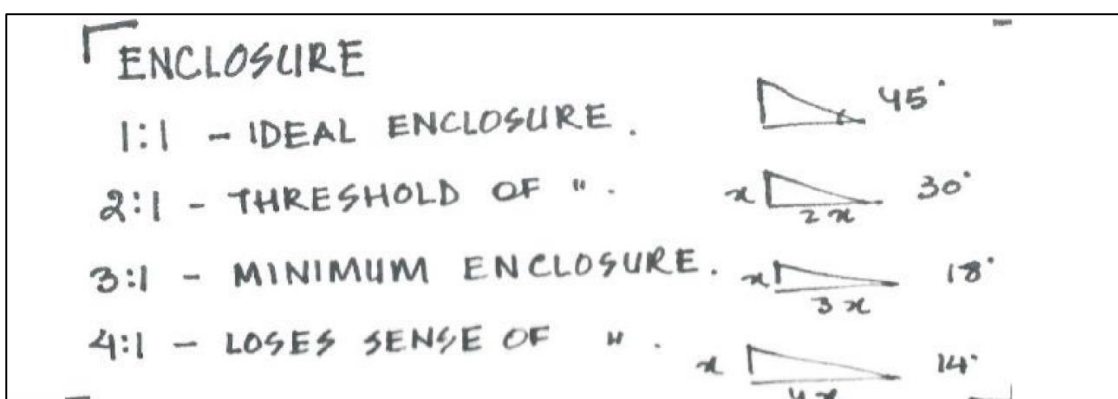 ENCLOSURE
1:1 - IDEAL ENCLOSURE. 45°
2:1 - THRESHOLD OF ". x 2x 30°
3:1 - MINIMUM ENCLOSURE. x 3x 18°
4:1 - LOSES SENSE OF ". x 4x 14°